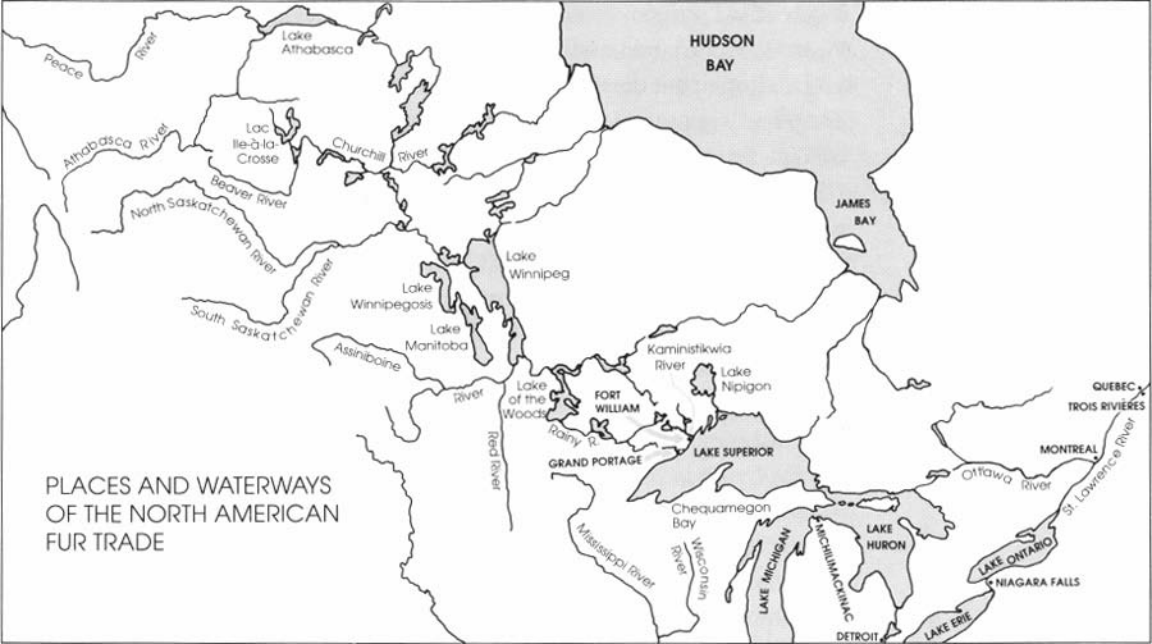 HUDSON
BAY
Lake
Athabasca
Peace
River
Athabasca River
Lac
Ile-à-la-
Crosse
Churchill
River
Beaver River
North Saskatchewan River
JAMES
BAY
Lake
Winnipeg
Lake
Winnipegosis
South Saskatchewan River
Lake
Manitoba
Assiniboine
River
Kaministikwia
River
Lake
Nipigon
Lake
of the
Woods
FORT
WILLIAM
Rainy R.
Red River
GRAND PORTAGE
LAKE SUPERIOR
QUEBEC
TROIS RIVIÈRES
MONTREAL
Ottawa River
St. Lawrence River
PLACES AND WATERWAYS
OF THE NORTH AMERICAN
FUR TRADE
Chequamegon
Bay
Mississippi River
Wisconsin
River
LAKE MICHIGAN
MICHILIMACKINAC
LAKE
HURON
LAKE ONTARIO
NIAGARA FALLS
DETROIT
LAKE ERIE